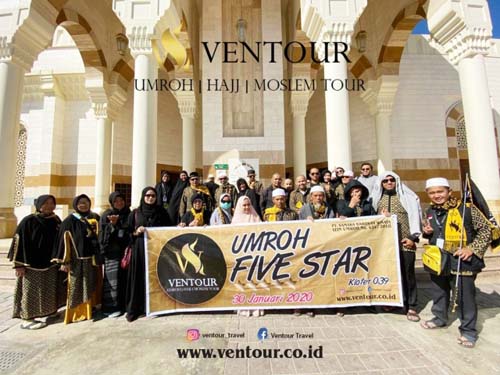 VENTOUR
UMROH | HAJJ | MOSLEM TOUR
VENTOUR
UMROH
FIVE STAR
30 Januari 2020
Kloter 039
www.ventour.co.id
ventour_travel
Ventour Travel
www.ventour.co.id